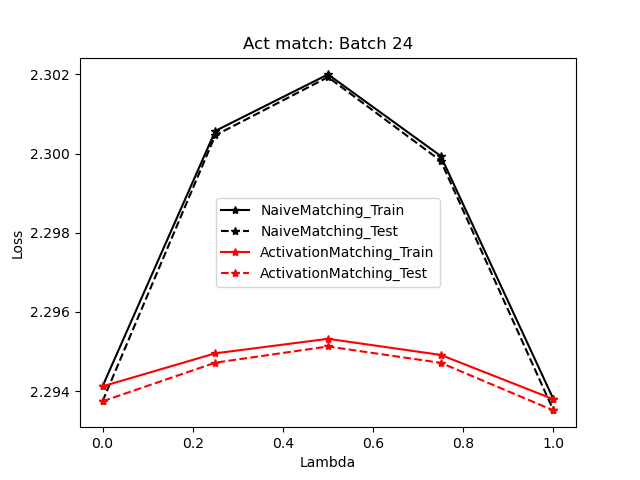 Act match: Batch 24
2.302
2.300
2.298
2.296
2.294
Loss
NaiveMatching_Train
NaiveMatching_Test
ActivationMatching_Train
ActivationMatching_Test
0.0 0.2 0.4 0.6 0.8 1.0
Lambda